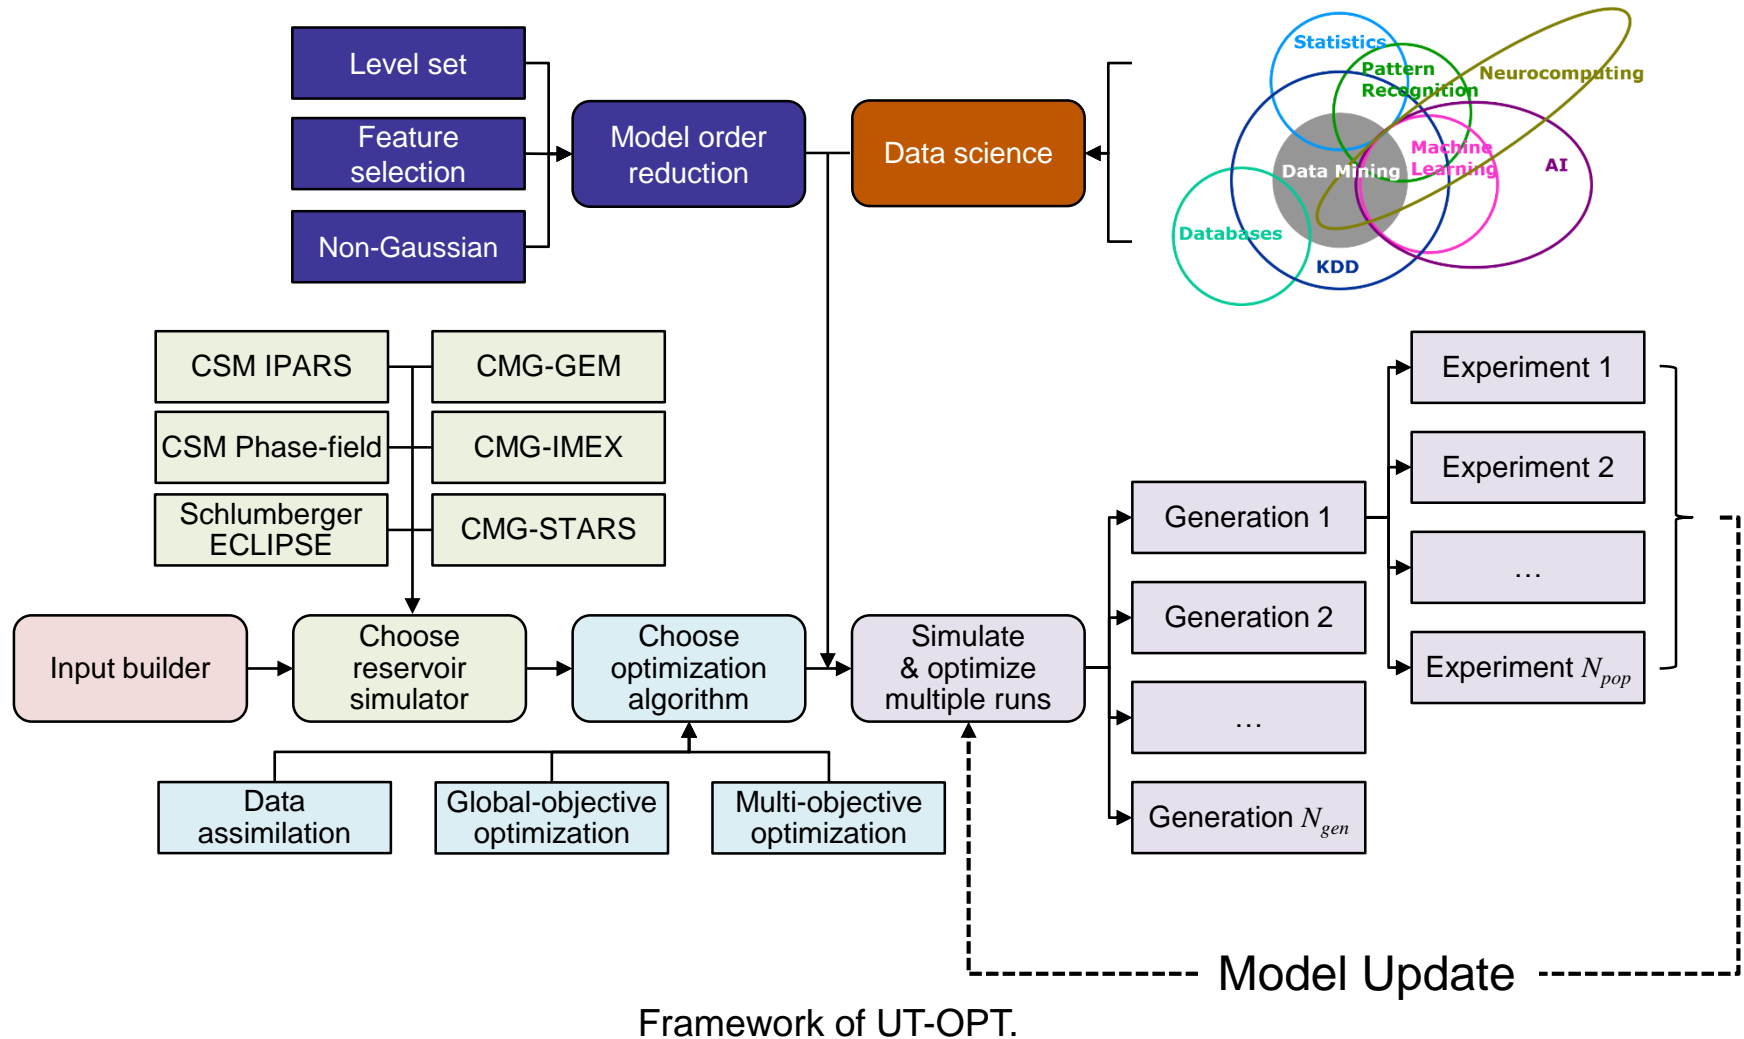 Level set
Feature
selection
Non-Gaussian
Model order
reduction
Data science
Statistics
Pattern
Recognition
Neurocomputing
Machine
Learning
Data Mining
AI
Databases
KDD
CSM IPARS
CMG-GEM
CSM Phase-field
CMG-IMEX
Schlumberger
ECLIPSE
CMG-STARS
Input builder
Choose
reservoir
simulator
Choose
optimization
algorithm
Simulate
& optimize
multiple runs
Data
assimilation
Global-objective
optimization
Multi-objective
optimization
Generation 1
Generation 2
...
Generation N_gen
Experiment 1
Experiment 2
...
Experiment N_pop
Model Update
Framework of UT-OPT.